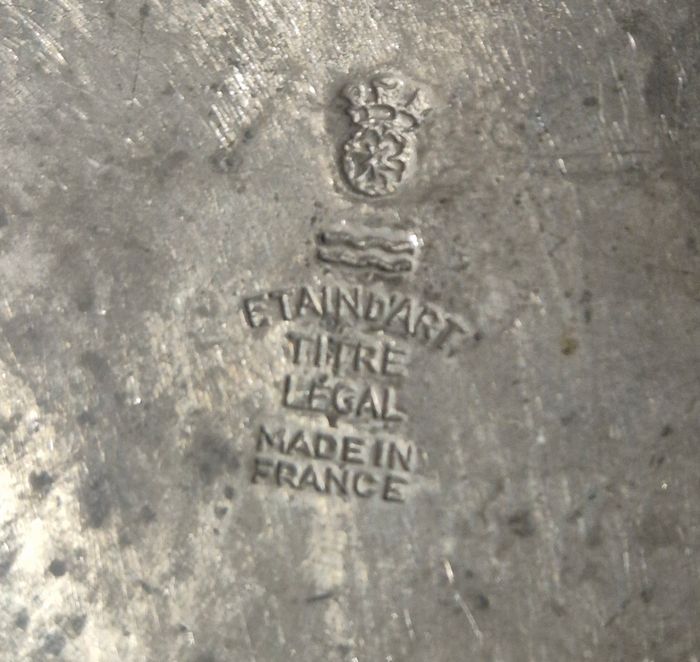 ETAIN D'ART.
TITRE
LÉGAL
MADE IN
FRANCE